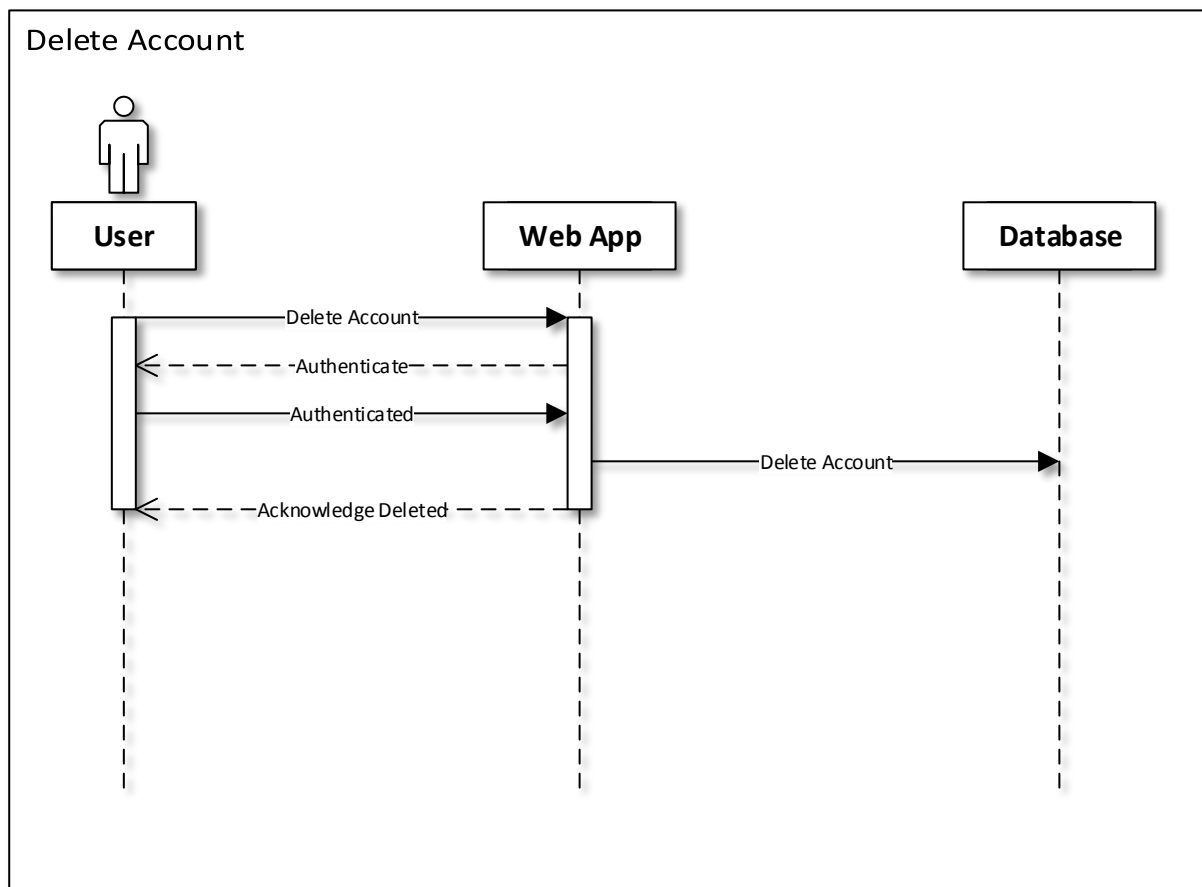 Delete Account
User
Web App
Database
Delete Account
Authenticate
Authenticated
Delete Account
Acknowledge Deleted